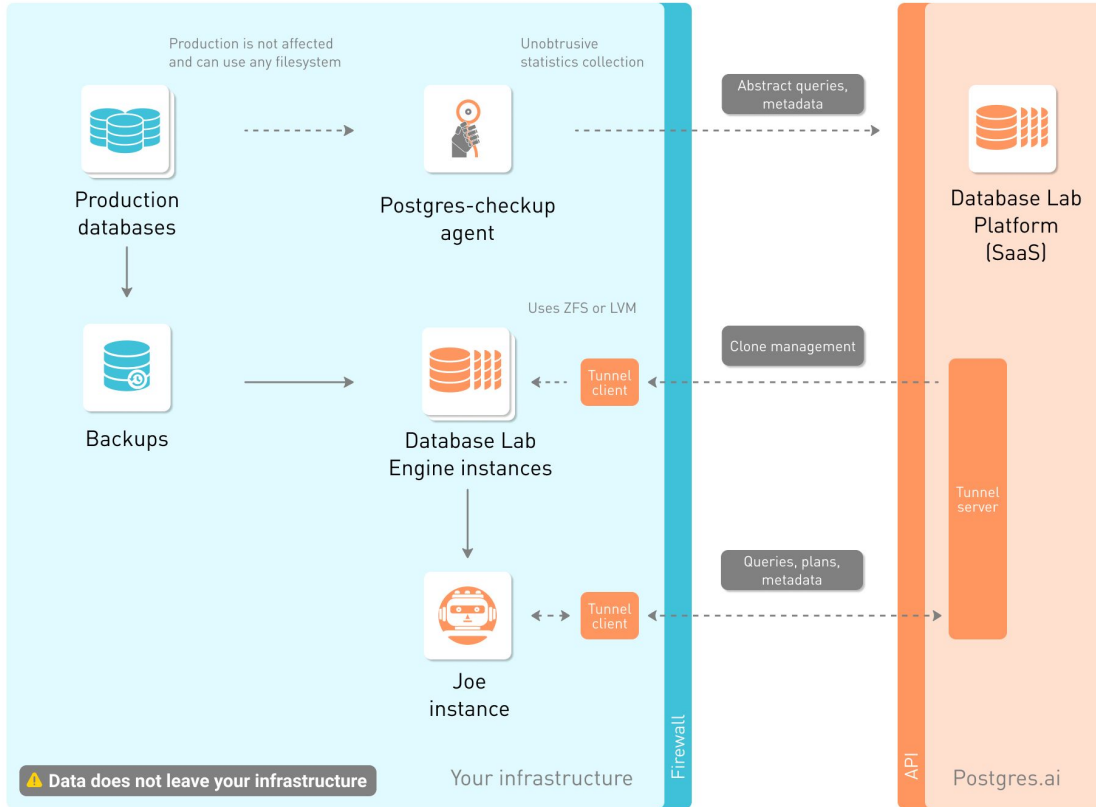 Production is not affected
and can use any filesystem
Unobtrusive
statistics collection
Abstract queries,
metadata
Production
databases
Postgres-checkup
agent
Database Lab
Platform
(SaaS)
Uses ZFS or LVM
Clone management
Tunnel
client
Backups
Database Lab
Engine instances
Tunnel
server
Queries, plans,
metadata
Tunnel
client
Joe
instance
Firewall
API
Data does not leave your infrastructure
Your infrastructure
Postgres.ai